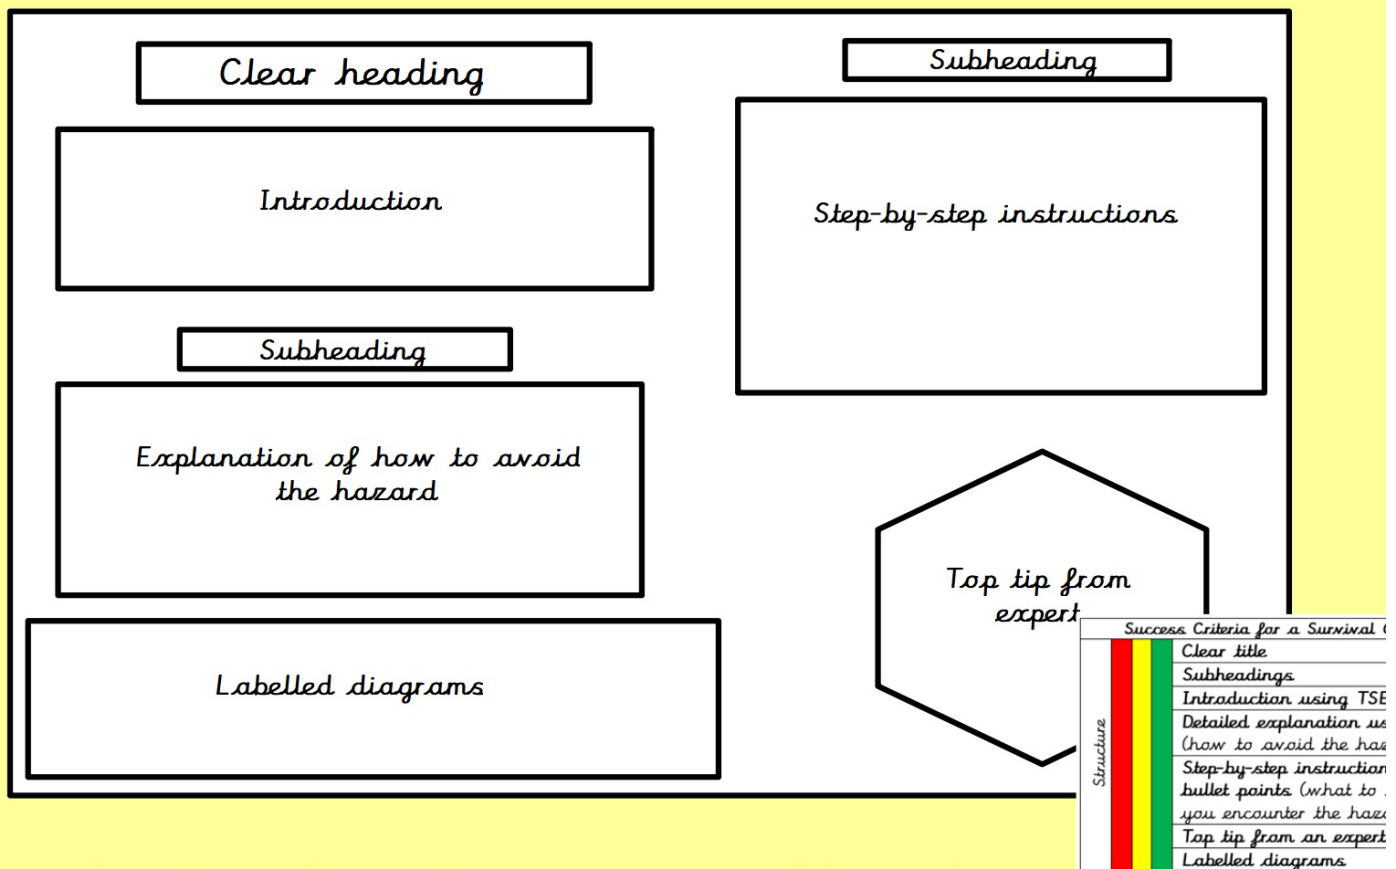 Clear heading
Introduction
Subheading
Explanation of how to avoid
the hazard
Labelled diagrams
Subheading
Step-by-step instructions
Top tip from
expert
Success Criteria for a Survival
Structure
Clear title
Subheadings
Introduction using
Detailed explanation
(how to avoid the
Step-by-step
bullet points (what to
you encounter the
Top tip from an expert
Labelled diagrams